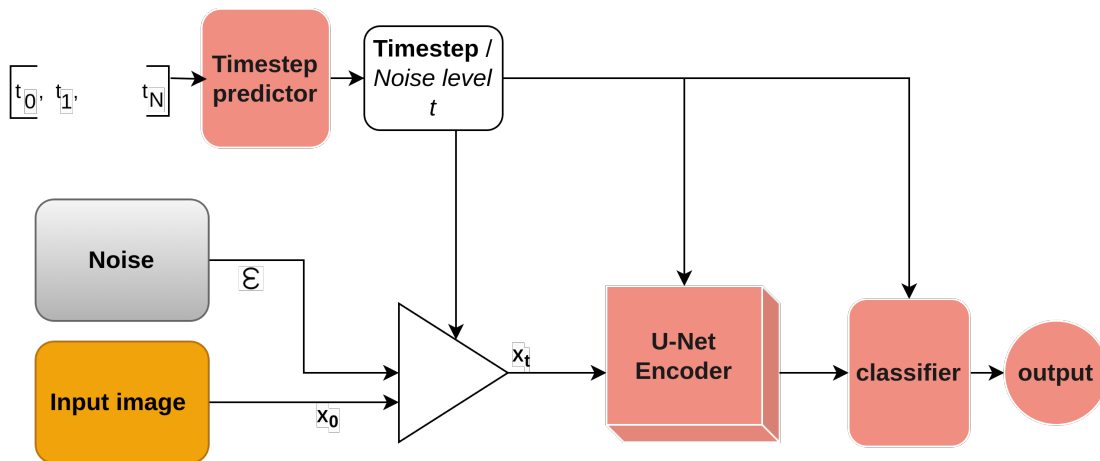 Timestep
predictor
Timestep /
Noise level
t
t0, t1, tN
Noise
ε
Input image
x0
xt
U-Net
Encoder
classifier
output